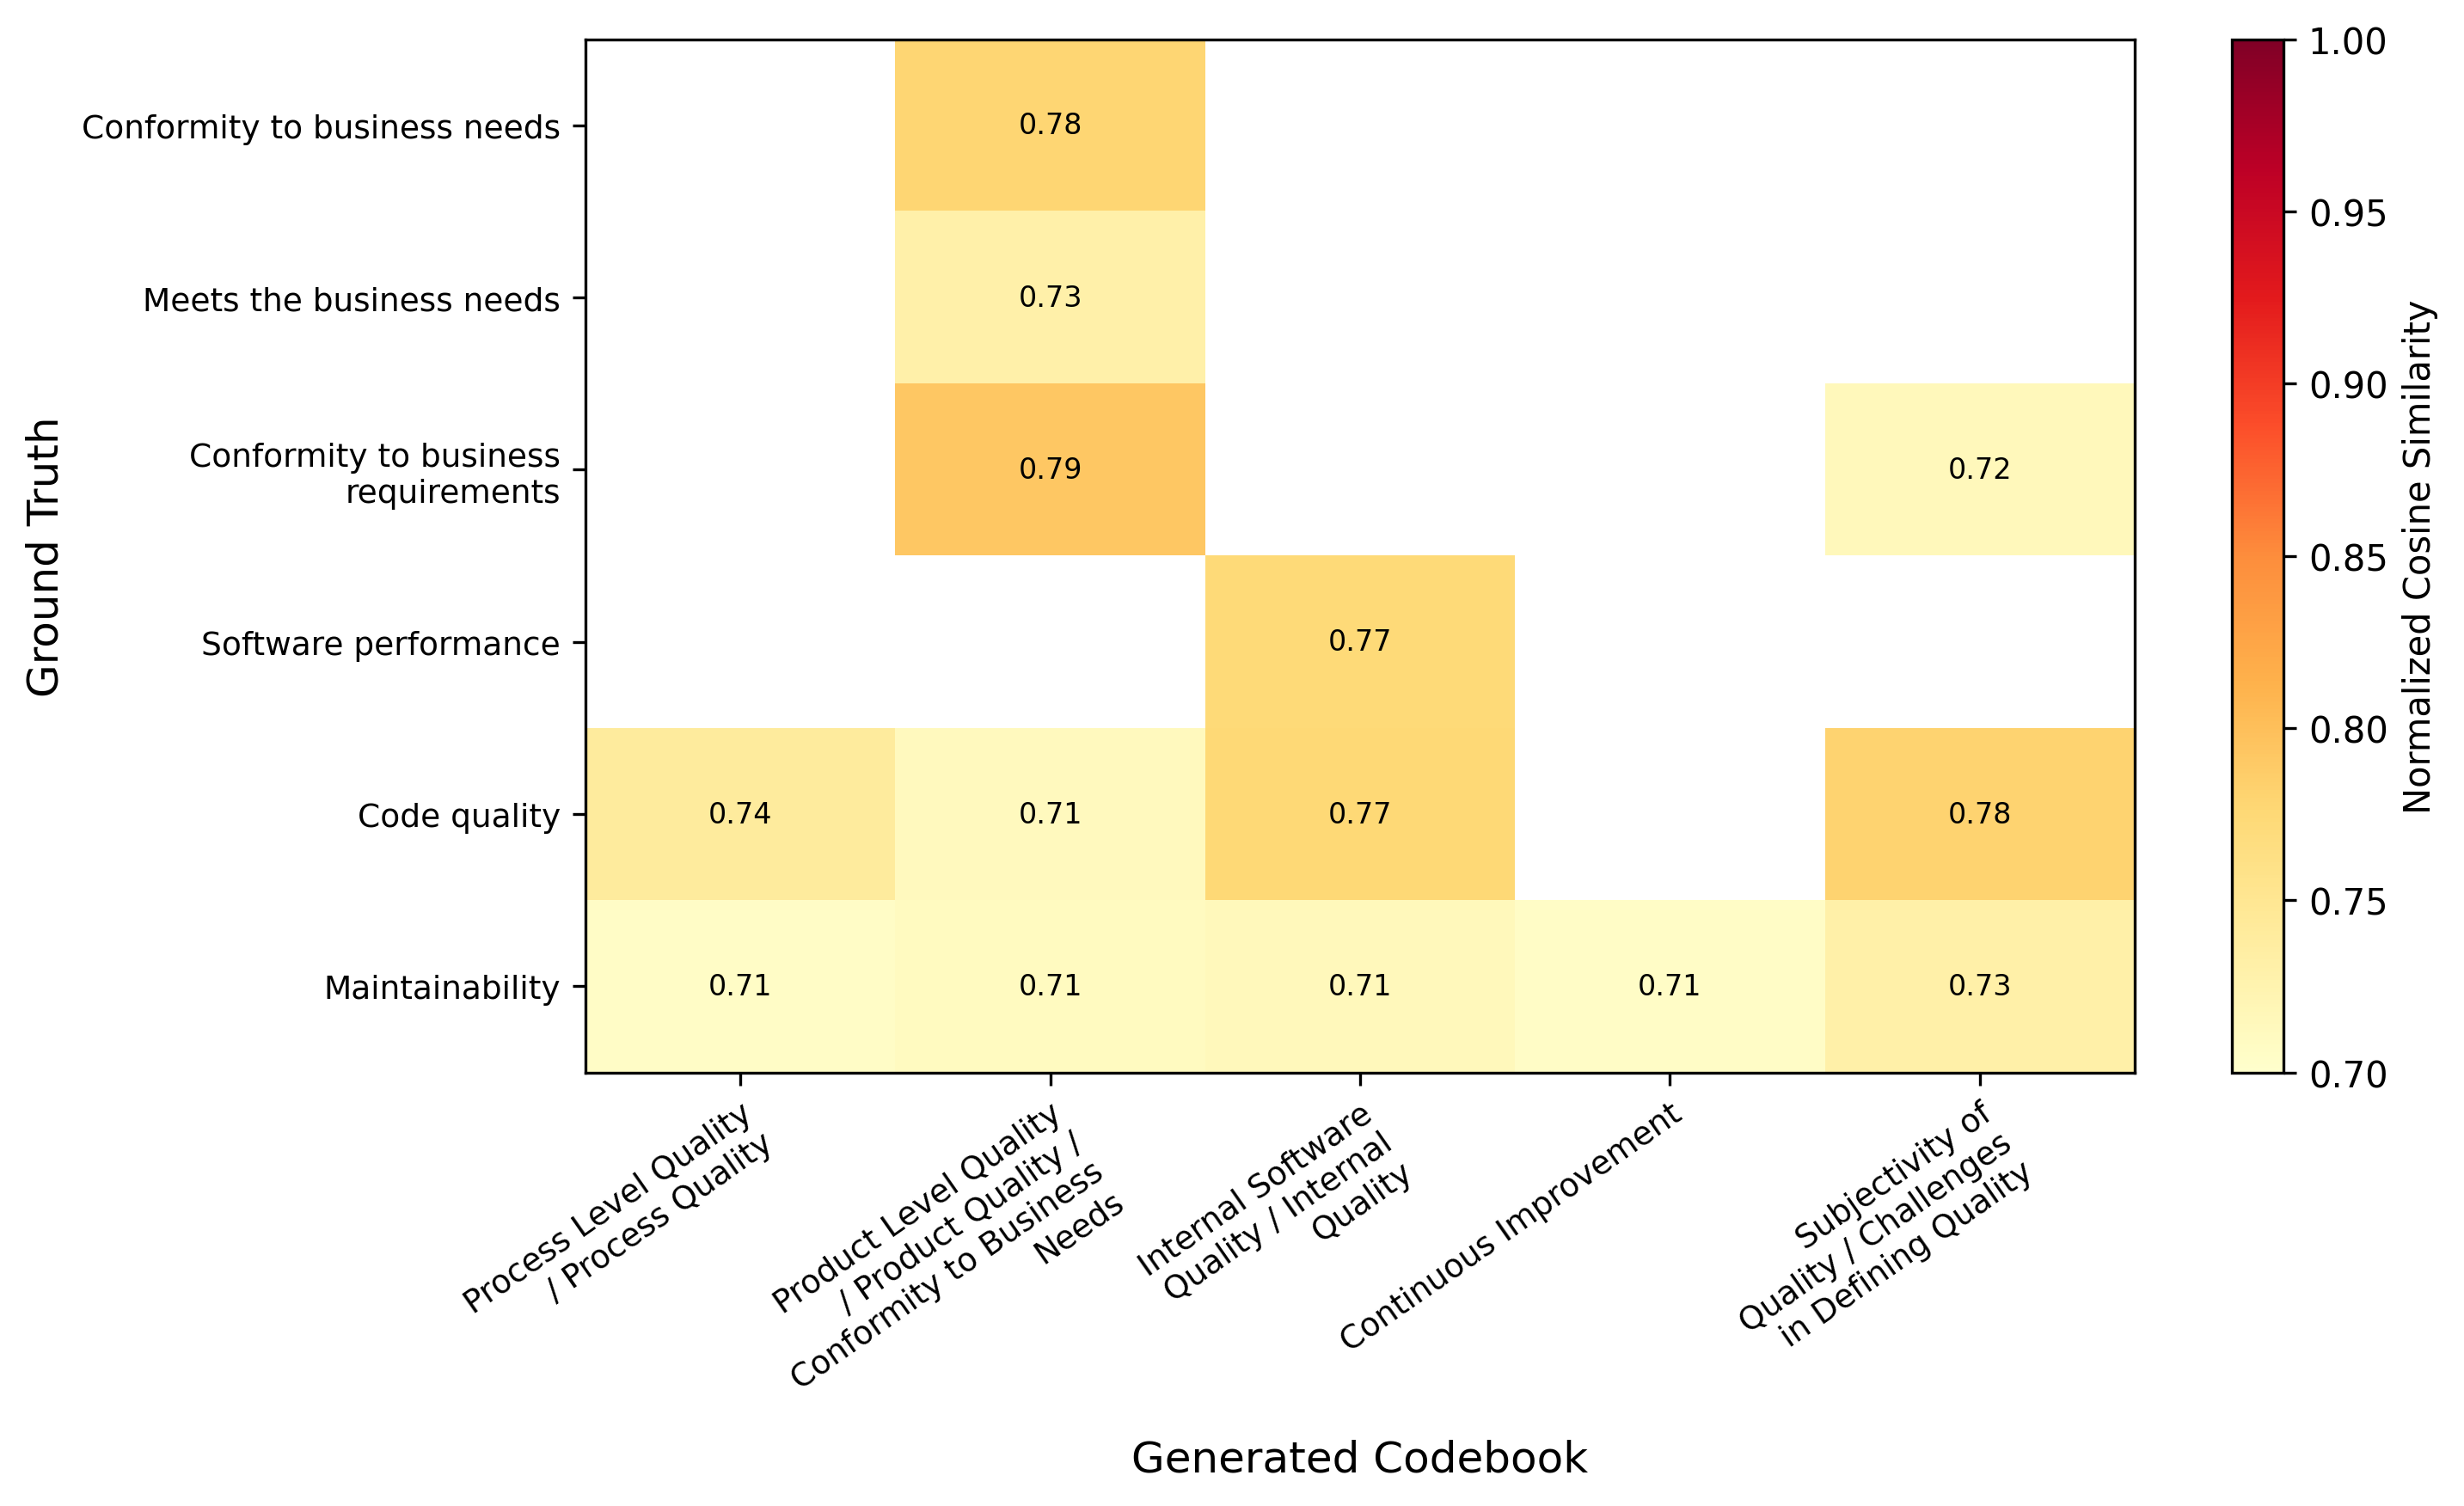 Ground Truth
Conformity to business needs
Meets the business needs
Conformity to business
requirements
Software performance
Code quality
Maintainability
0.78
0.73
0.79
0.72
0.77
0.74
0.71
0.77
0.78
0.71
0.71
0.71
0.71
0.73
Process Level Quality
/ Process Quality
Product Level Quality
/ Product Quality /
Conformity to Business
Needs
Internal Software
Quality / Internal
Quality
Continuous Improvement
Subjectivity of
Quality / Challenges
in Defining Quality
Generated Codebook
1.00
0.95
0.90
0.85
0.80
0.75
0.70
Normalized Cosine Similarity